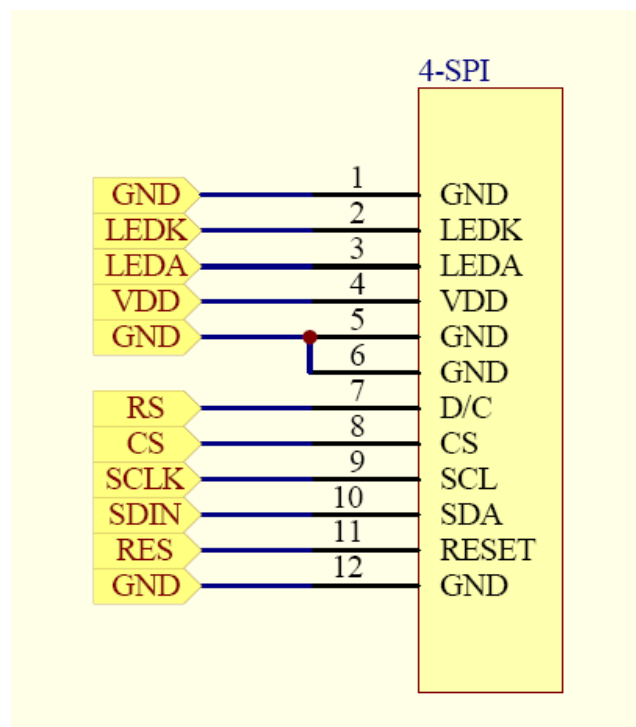 4-SPI
GND 1 GND
LEDK 2 LEDK
LEDA 3 LEDA
VDD 4 VDD
GND 5 GND
6 GND
RS 7 D/C
CS 8 CS
SCLK 9 SCL
SDIN 10 SDA
RES 11 RESET
GND 12 GND